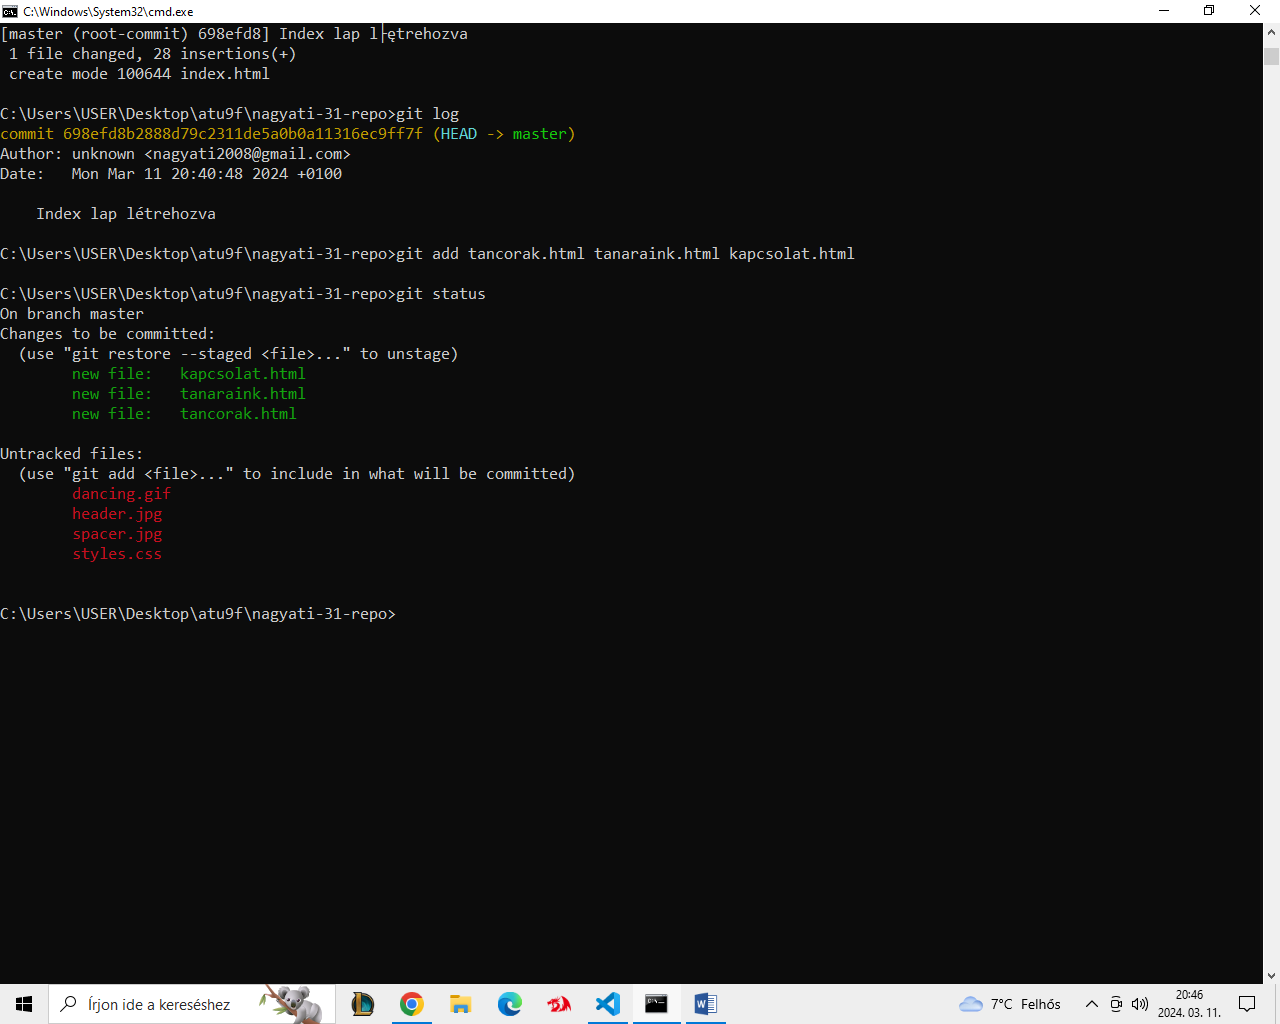 C:\Windows\System32\cmd.exe
[master (root-commit) 698efd8] Index lap l├ętrehozva
 1 file changed, 28 insertions(+)
 create mode 100644 index.html
C:\Users\USER\Desktop\atu9f\nagyati-31-repo>git log
commit 698efd8b2888d79c2311de5a0b0a11316ec9ff7f (HEAD -> master)
Author: unknown <nagyati2008@gmail.com>
Date:   Mon Mar 11 20:40:48 2024 +0100
    Index lap létrehozva
C:\Users\USER\Desktop\atu9f\nagyati-31-repo>git add tancorak.html tanaraink.html kapcsolat.html
C:\Users\USER\Desktop\atu9f\nagyati-31-repo>git status
On branch master
Changes to be committed:
  (use "git restore --staged <file>..." to unstage)
        new file:   kapcsolat.html
        new file:   tanaraink.html
        new file:   tancorak.html
Untracked files:
  (use "git add <file>..." to include in what will be committed)
        dancing.gif
        header.jpg
        spacer.jpg
        styles.css
C:\Users\USER\Desktop\atu9f\nagyati-31-repo>
Írjon ide a kereséshez
7°C Felhős
20:46
2024. 03. 11.